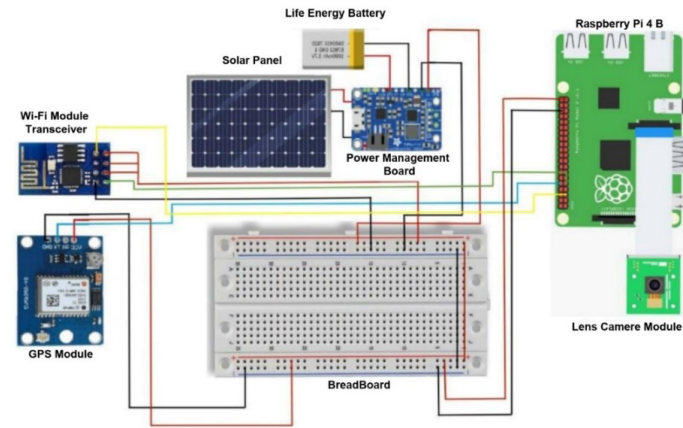 Life Energy Battery
Raspberry Pi 4 B
Solar Panel
Wi-Fi Module
Transceiver
Power Management
Board
Lens Camere Module
GPS Module
BreadBoard